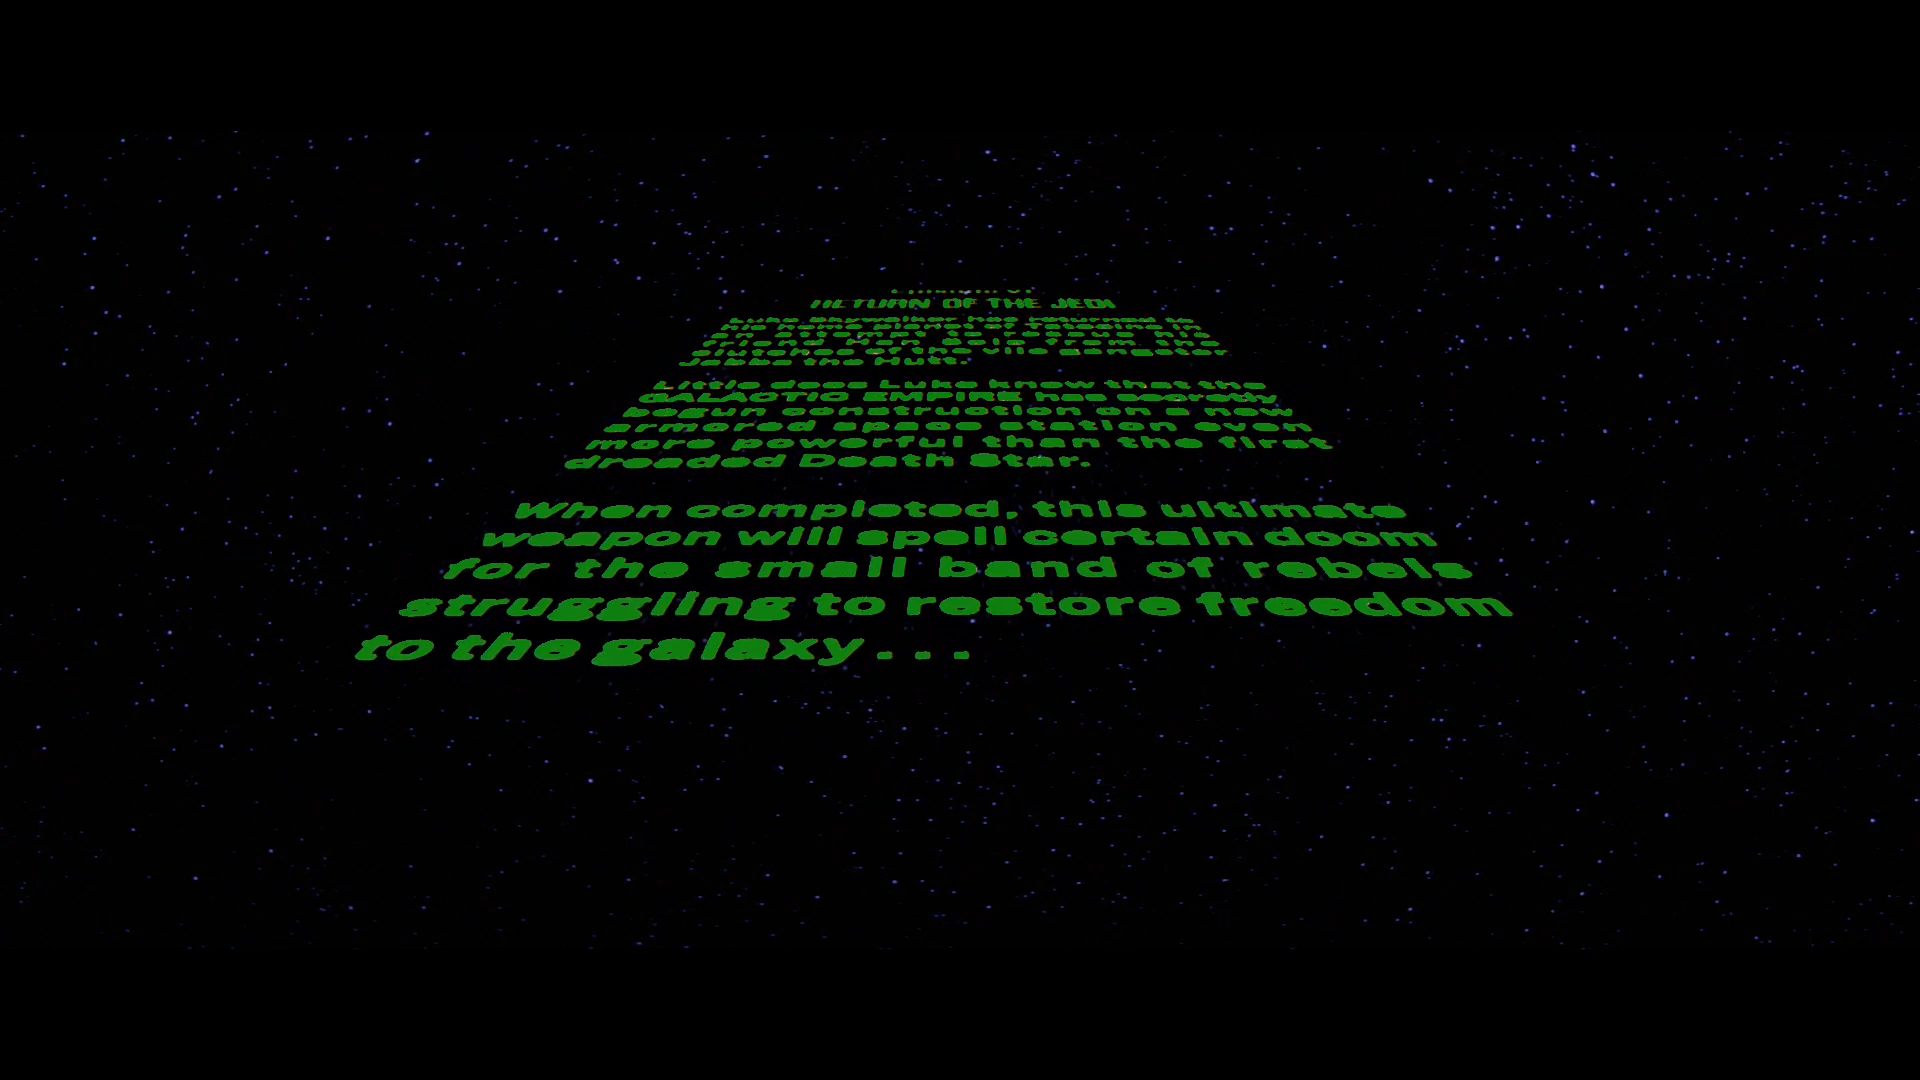 Episode VI
RETURN OF THE JEDI
Luke Skywalker has returned to
his home planet of Tatooine in
an attempt to rescue his
friend Han Solo from the
clutches of the vile gangster
Jabba the Hutt.
Little does Luke know that the
GALACTIC EMPIRE has secretly
begun construction on a new
armored space station even
more powerful than the first
dreaded Death Star.
When completed, this ultimate
weapon will spell certain doom
for the small band of rebels
struggling to restore freedom
to the galaxy...